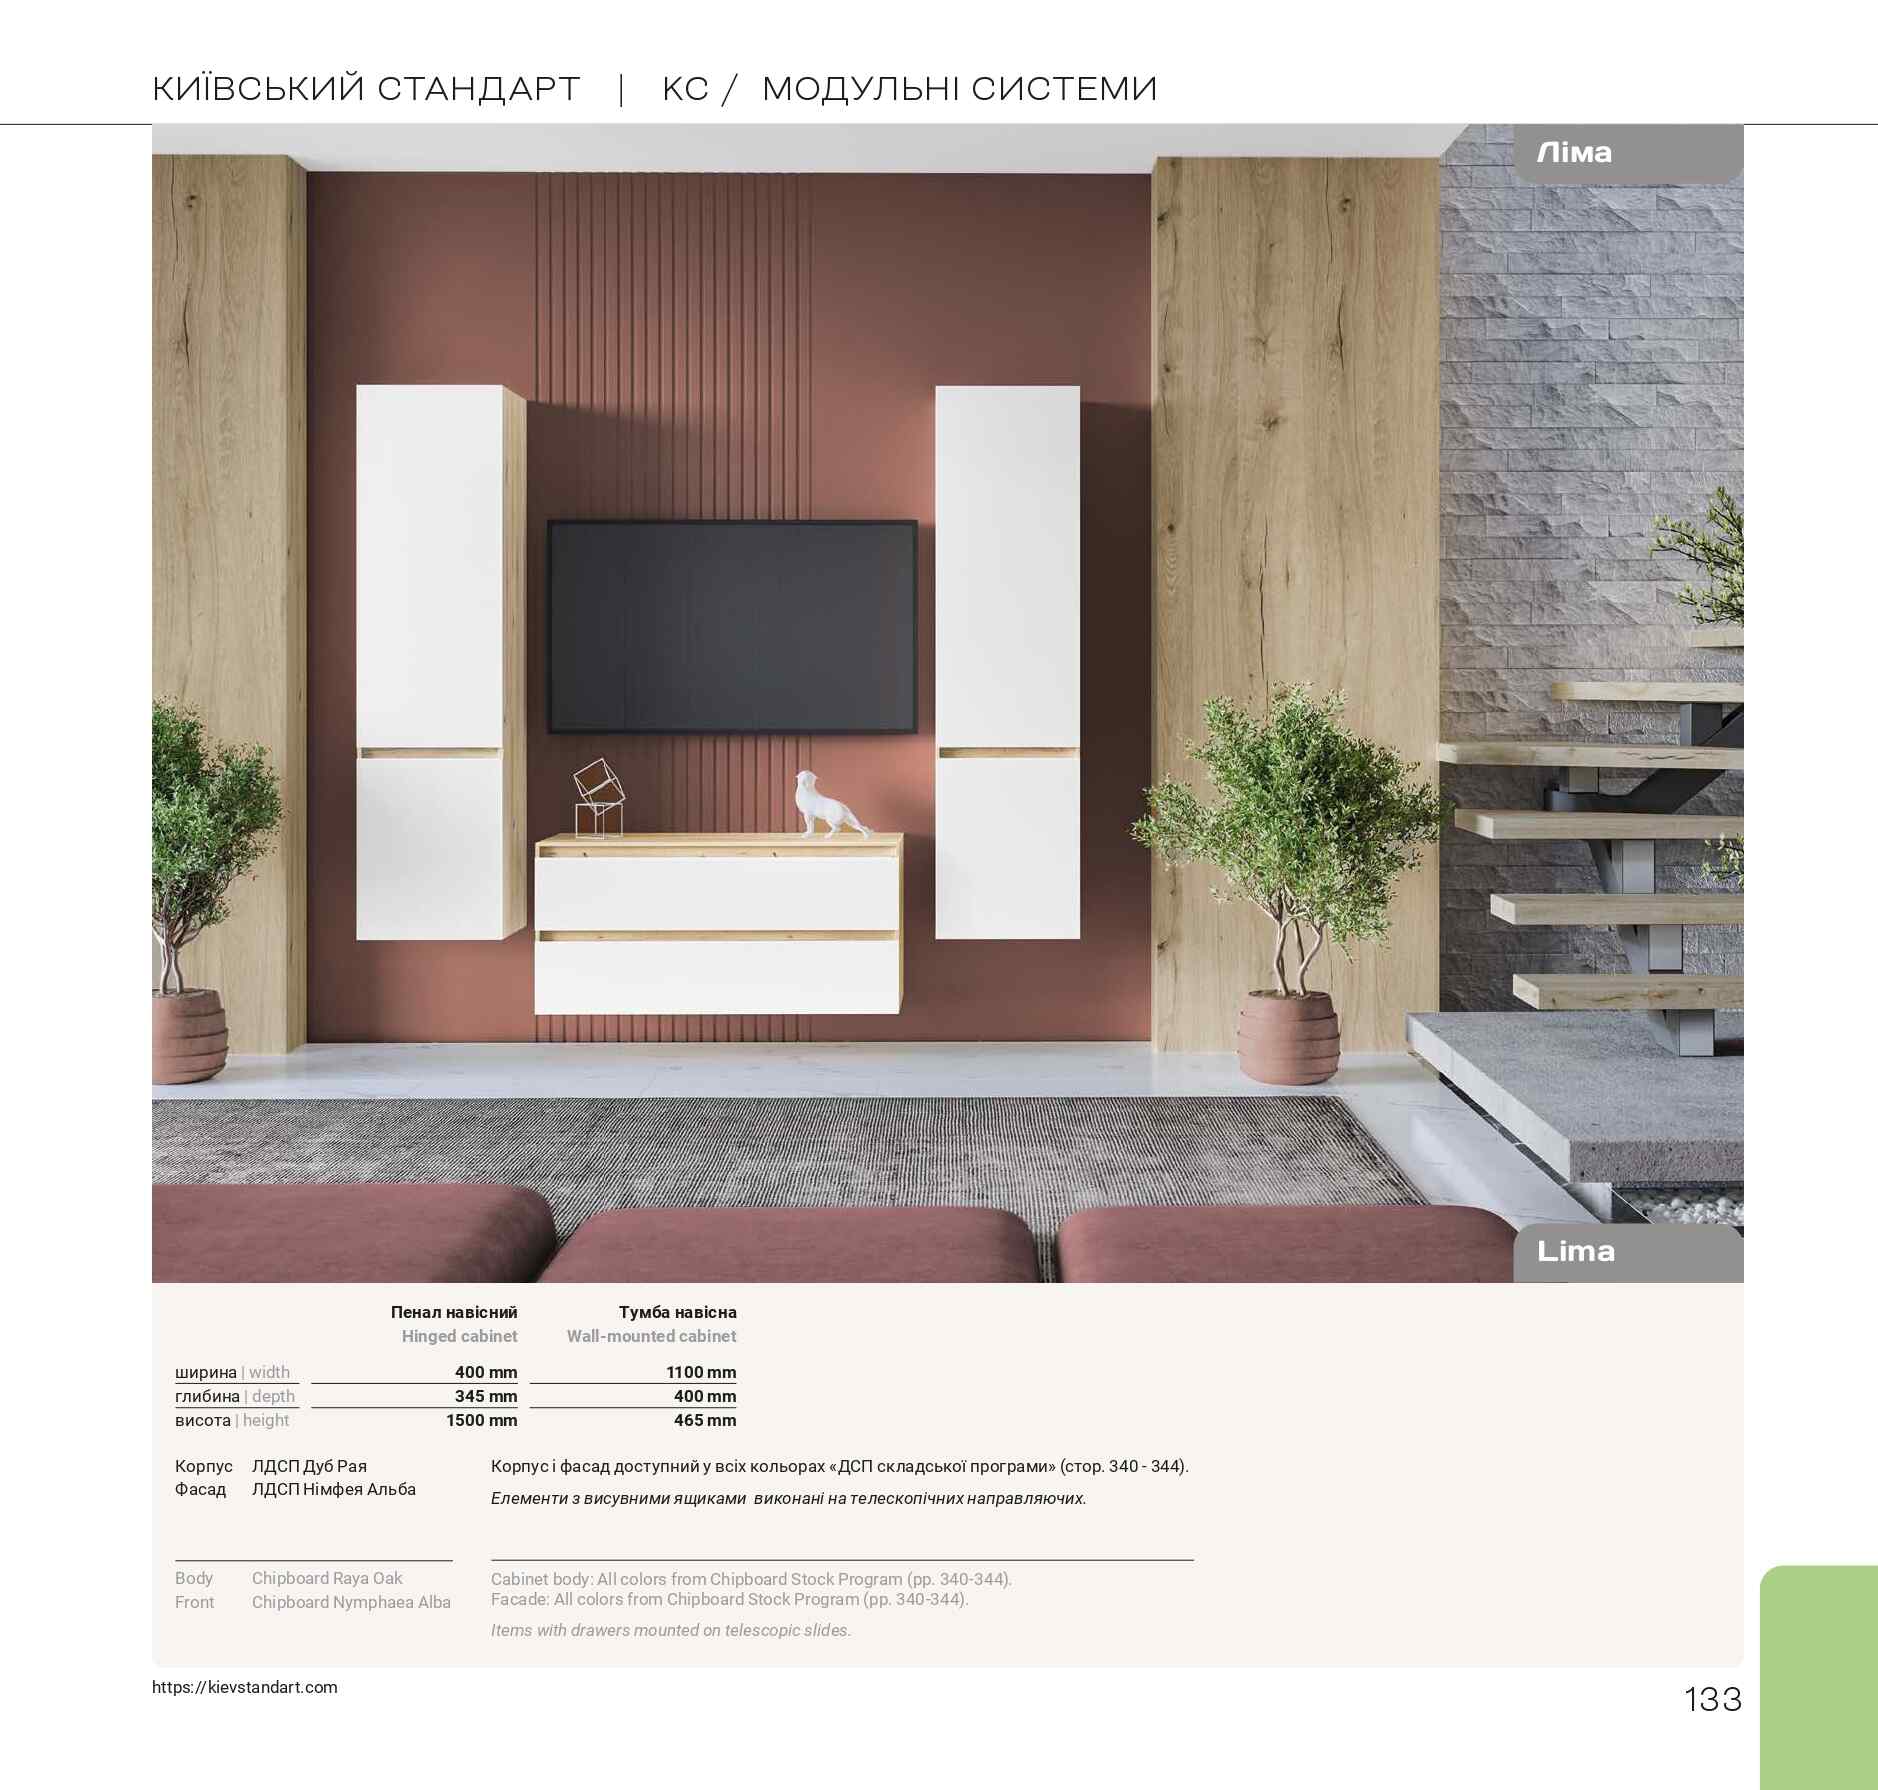 КИЇВСЬКИЙ СТАНДАРТ | КС / МОДУЛЬНІ СИСТЕМИ
Ліма
Lima
Пенал навісний Тумба навісна
Hinged cabinet Wall-mounted cabinet
ширина | width 400 mm 1100 mm
глибина | depth 345 mm 400 mm
висота | height 1500 mm 465 mm
Корпус ЛДСП Дуб Рая
Фасад ЛДСП Німфея Альба
Корпус і фасад доступний у всіх кольорах «ДСП складської програми» (стор. 340 - 344).
Елементи з висувними ящиками виконані на телескопічних направляючих.
Body Chipboard Raya Oak
Front Chipboard Nymphaea Alba
Cabinet body: All colors from Chipboard Stock Program (pp. 340-344).
Facade: All colors from Chipboard Stock Program (pp. 340-344).
Items with drawers mounted on telescopic slides.
https://kievstandart.com
133